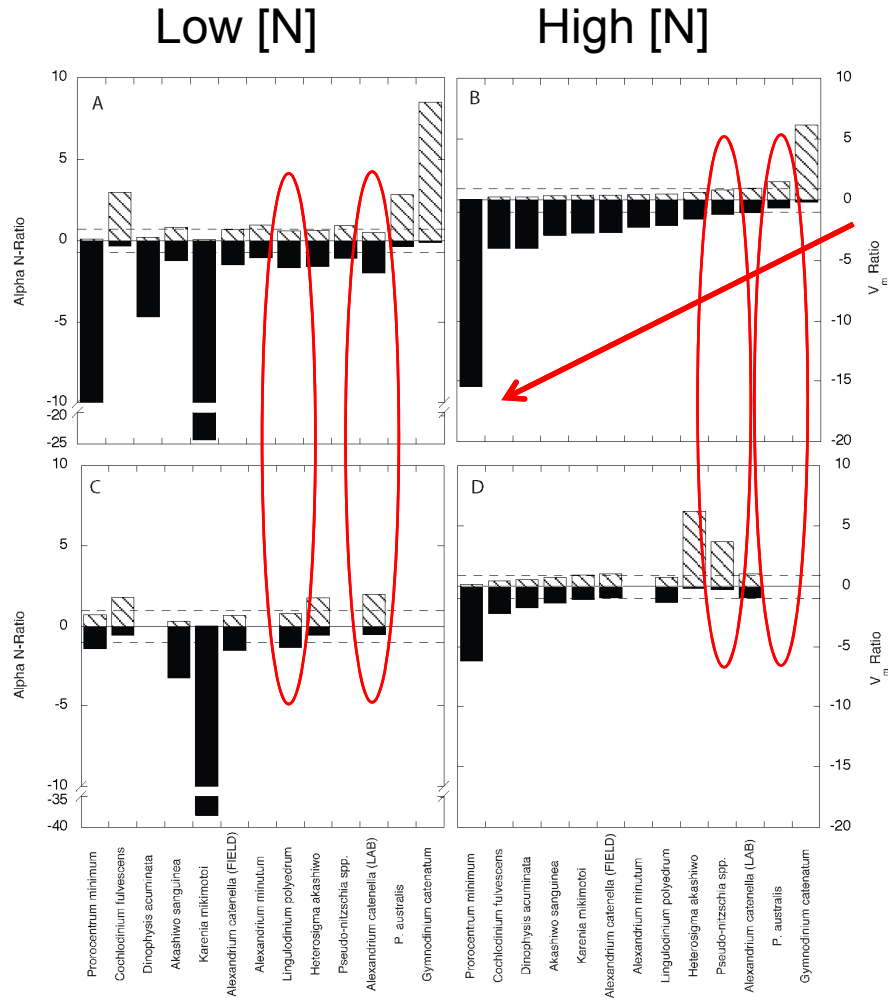 Low [N]
High [N]
A
10
5
0
-5
-10
-20
-25
Alpha N-Ratio
B
10
5
0
-5
-10
-15
-20
V m Ratio
C
10
5
0
-5
-10
-35
-40
Alpha N-Ratio
D
10
5
0
-5
-10
-15
-20
V m Ratio
Prorocentrum minimum
Cochlodinium fulvescens
Dinophysis acuminata
Akashiwo sanguinea
Karenia mikimotoi
Alexandrium catenella (FIELD)
Alexandrium minutum
Lingulodinium polyedrum
Heterosigma akashiwo
Pseudo-nitzschia spp.
Alexandrium catenella (LAB)
P. australis
Gymnodinium catenatum
Prorocentrum minimum
Cochlodinium fulvescens
Dinophysis acuminata
Akashiwo sanguinea
Karenia mikimotoi
Alexandrium catenella (FIELD)
Alexandrium minutum
Lingulodinium polyedrum
Heterosigma akashiwo
Pseudo-nitzschia spp.
Alexandrium catenella (LAB)
P. australis
Gymnodinium catenatum